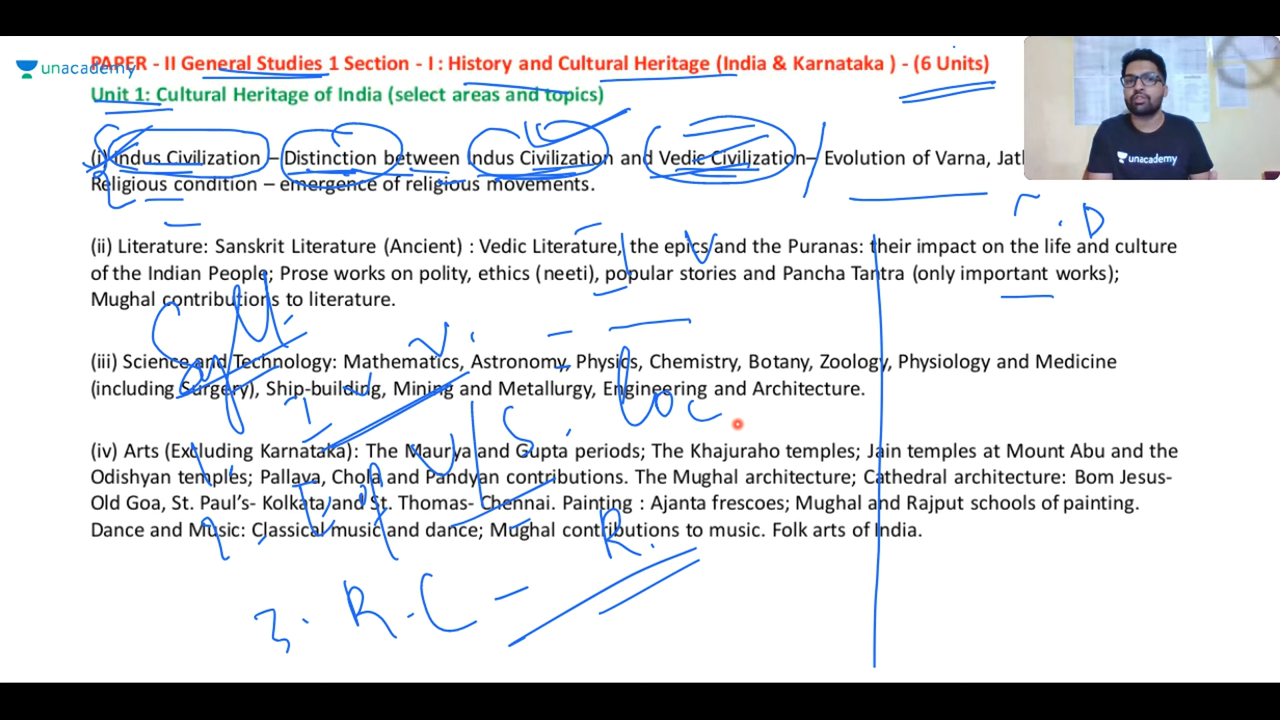 PAPER - II General Studies 1 Section - I : History and Cultural Heritage (India & Karnataka ) - (6 Units)
unacademy
Unit 1: Cultural Heritage of India (select areas and topics)
unacademy
(i) Indus Civilization – Distinction between Indus Civilization and Vedic Civilization– Evolution of Varna,
Religious condition – emergence of religious movements.
(ii) Literature: Sanskrit Literature (Ancient) : Vedic Literature, the epics and the Puranas: their impact on the life and culture
of the Indian People; Prose works on polity, ethics (neeti), popular stories and Pancha Tantra (only important works);
Mughal contributions to literature.
(iii) Science and Technology: Mathematics, Astronomy, Physics, Chemistry, Botany, Zoology, Physiology and Medicine
(including Surgery), Ship-building, Mining and Metallurgy, Engineering and Architecture.
(iv) Arts (Excluding Karnataka): The Maurya and Gupta periods; The Khajuraho temples; Jain temples at Mount Abu and the
Odishyan temples; Pallava, Chola and Pandyan contributions. The Mughal architecture; Cathedral architecture: Bom Jesus-
Old Goa, St. Paul's- Kolkata and St. Thomas- Chennai. Painting : Ajanta frescoes; Mughal and Rajput schools of painting.
Dance and Music: Classical music and dance; Mughal contributions to music. Folk arts of India.
3. R.C = R.